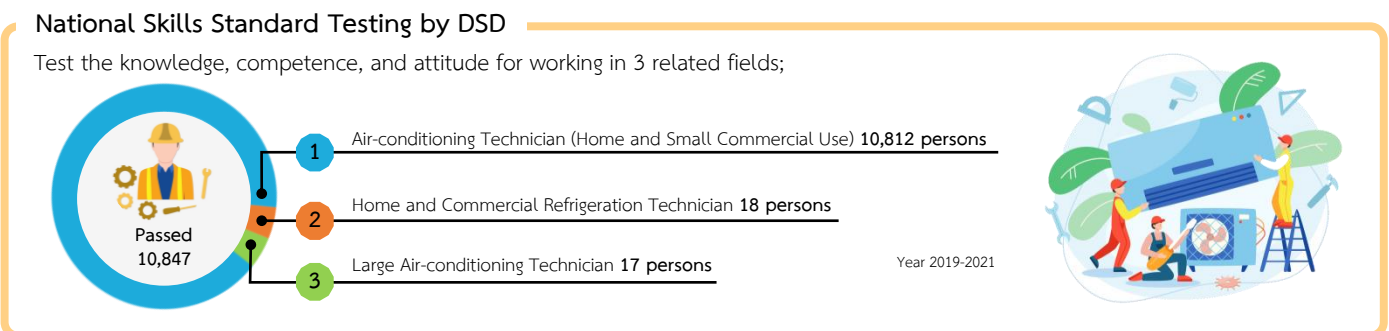 National Skills Standard Testing by DSD
Test the knowledge, competence, and attitude for working in 3 related fields;
Passed
10,847
1
Air-conditioning Technician (Home and Small Commercial Use) 10,812 persons
2
Home and Commercial Refrigeration Technician 18 persons
3
Large Air-conditioning Technician 17 persons
Year 2019-2021